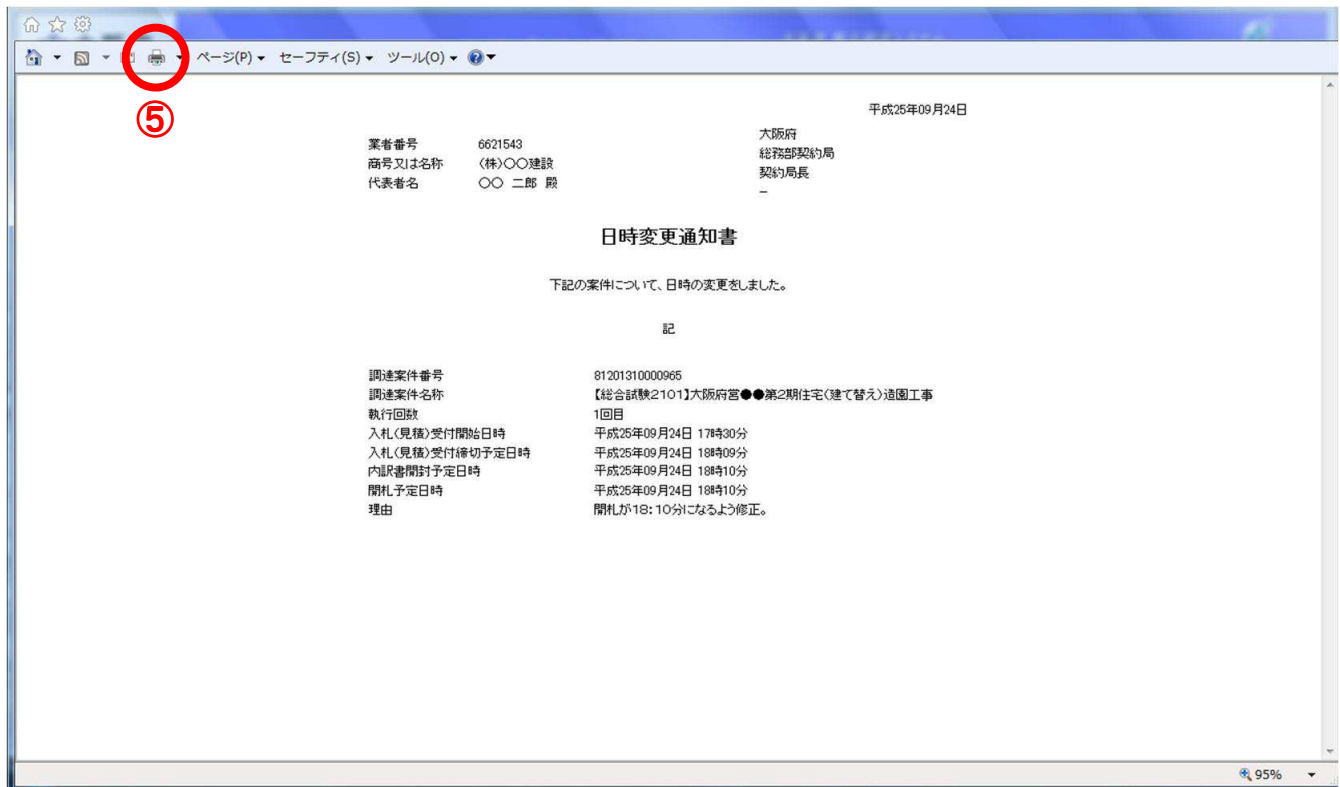 ページ(P) セーフティ(S) ツール(O)
⑤
平成25年09月24日
大阪府
総務部契約局
契約局長
－
業者番号 6621543
商号又は名称 (株)〇〇建設
代表者名 〇〇 二郎 殿
日時変更通知書
下記の案件について、日時の変更をしました。
記
調達案件番号 81201310000965
調達案件名称 【総合試験2101】大阪府営●●第2期住宅(建て替え)造園工事
執行回数 1回目
入札(見積)受付開始日時 平成25年09月24日 17時30分
入札(見積)受付締切予定日時 平成25年09月24日 18時09分
内訳書開封予定日時 平成25年09月24日 18時10分
開札予定日時 平成25年09月24日 18時10分
理由 開札が18:10分になるよう修正。
95%